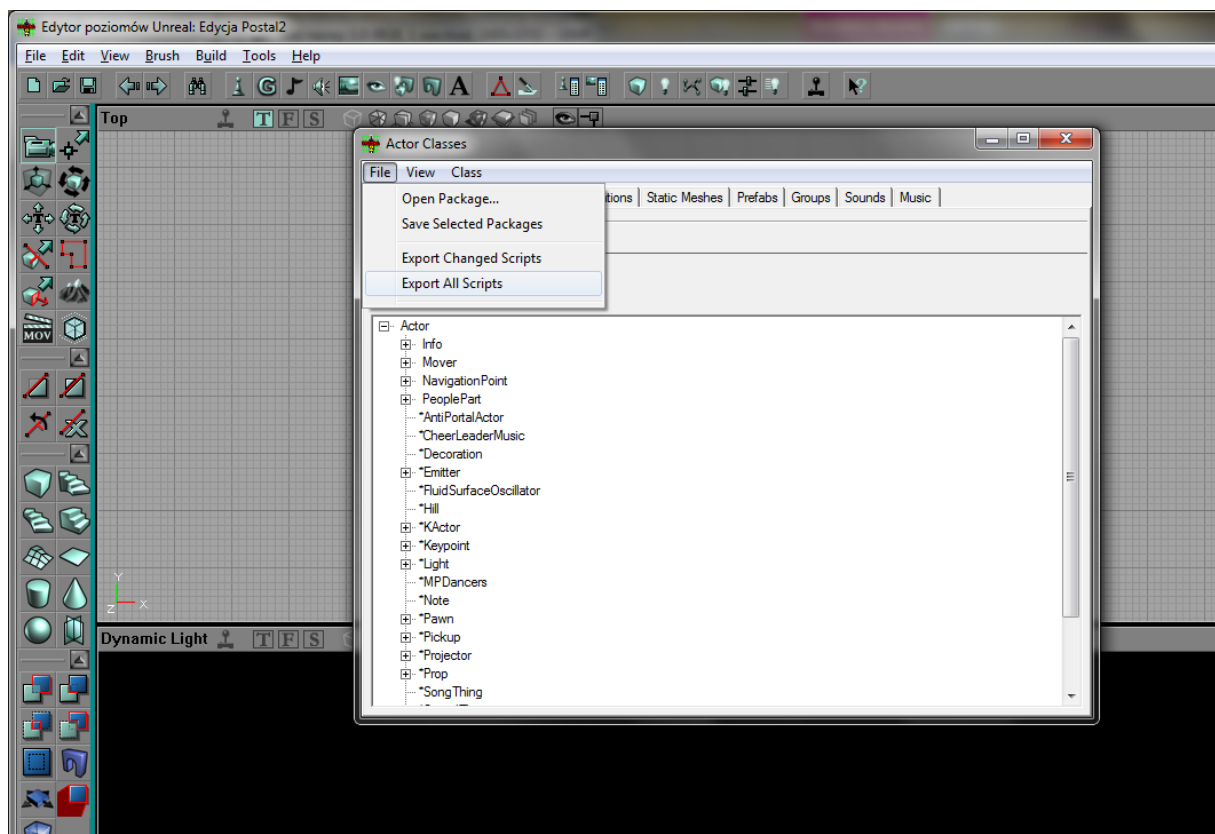 Edytor poziomów Unreal: Edycja Postal2
File Edit View Brush Build Tools Help
Top T F S
Actor Classes
File View Class
Open Package...
Save Selected Packages
Export Changed Scripts
Export All Scripts
Static Meshes Prefabs Groups Sounds Music
Actor
Info
Mover
NavigationPoint
PeoplePart
*AntiPortalActor
*CheerLeaderMusic
*Decoration
*Emitter
*FluidSurfaceOscillator
*Hill
*KActor
*Keypoint
*Light
*MPDancers
*Note
*Pawn
*Pickup
*Projector
*Prop
*SongThing
MOV
Y
Z X
Dynamic Light T F S